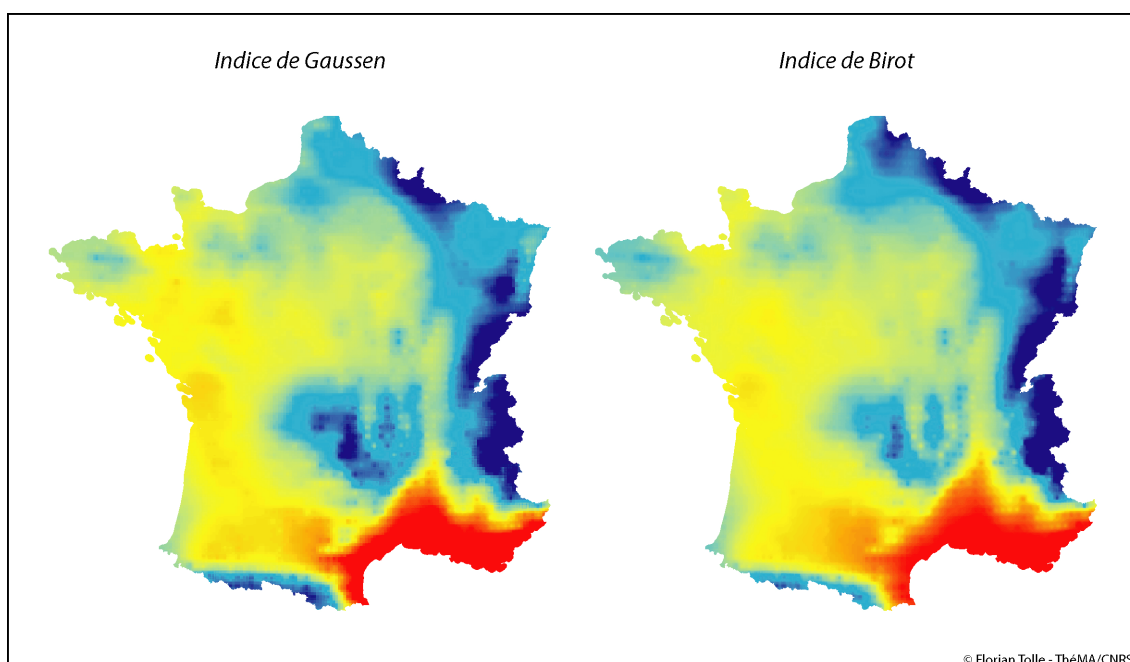 Indice de Gaussen
Indice de Birot
© Florian Tolle - ThéMA/CNRS